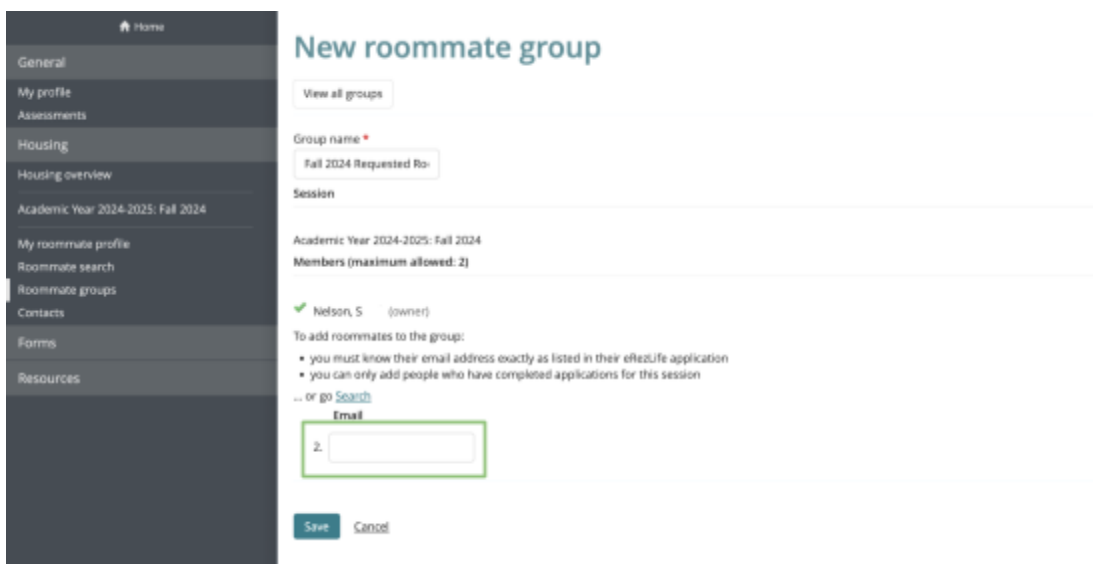 Home
General
My profile
Assessments
Housing
Housing overview
Academic Year 2024-2025: Fall 2024
My roommate profile
Roommate search
Roommate groups
Contacts
Forms
Resources
New roommate group
View all groups
Group name *
Fall 2024 Requested Ro-
Session
Academic Year 2024-2025: Fall 2024
Members (maximum allowed: 2)
Nelson, S (owner)
To add roommates to the group:
• you must know their email address exactly as listed in their eRezLife application
• you can only add people who have completed applications for this session
... or go Search
Email
2.
Save Cancel